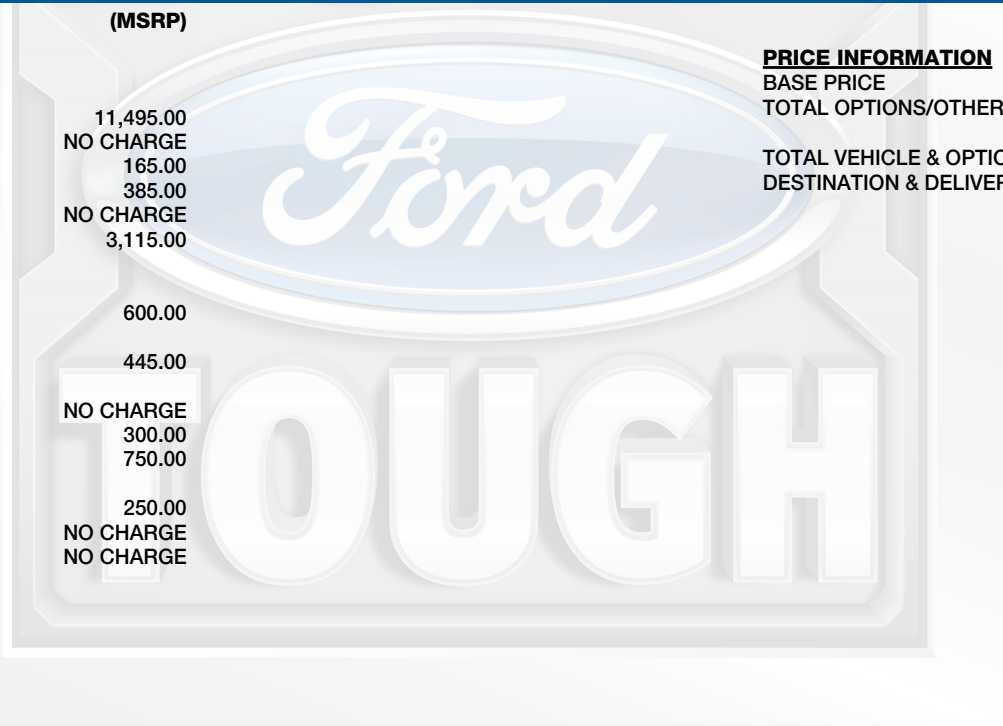 (MSRP)
11,495.00
NO CHARGE
165.00
385.00
NO CHARGE
3,115.00
600.00
445.00
NO CHARGE
300.00
750.00
250.00
NO CHARGE
NO CHARGE
PRICE INFORMATION
BASE PRICE
TOTAL OPTIONS/OTHER
TOTAL VEHICLE & OPTIO
DESTINATION & DELIVER
Ford
TOUGH